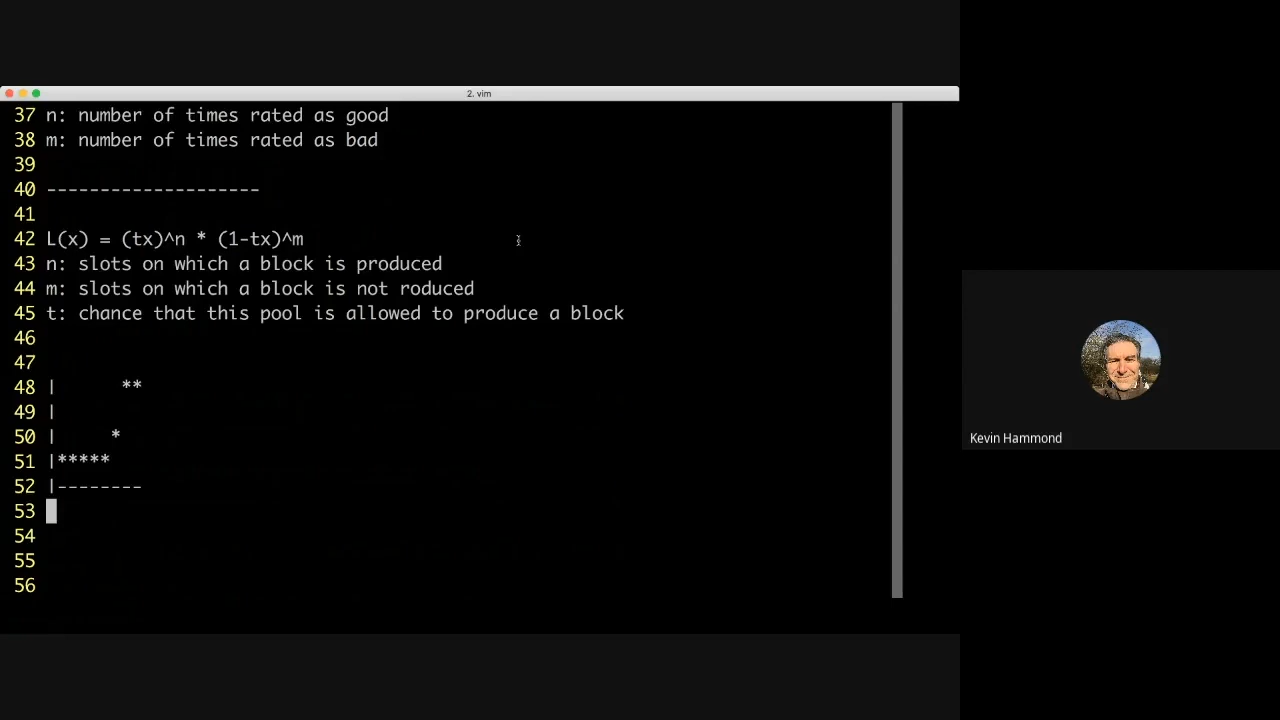 2. vim
37 n: number of times rated as good
38 m: number of times rated as bad
39
40 --------------------
41
42 L(x) = (tx)^n * (1-tx)^m
43 n: slots on which a block is produced
44 m: slots on which a block is not roduced
45 t: chance that this pool is allowed to produce a block
46
47
48 |      **
49 |
50 |     *
51 |*****
52 |--------
53
54
55
56
Kevin Hammond